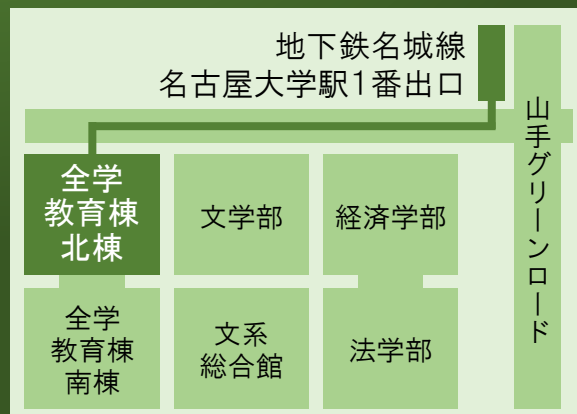 地下鉄名城線
名古屋大学駅1番出口
山手グリーンロード
全学
教育棟
北棟
文学部
経済学部
全学
教育棟
南棟
文系
総合館
法学部